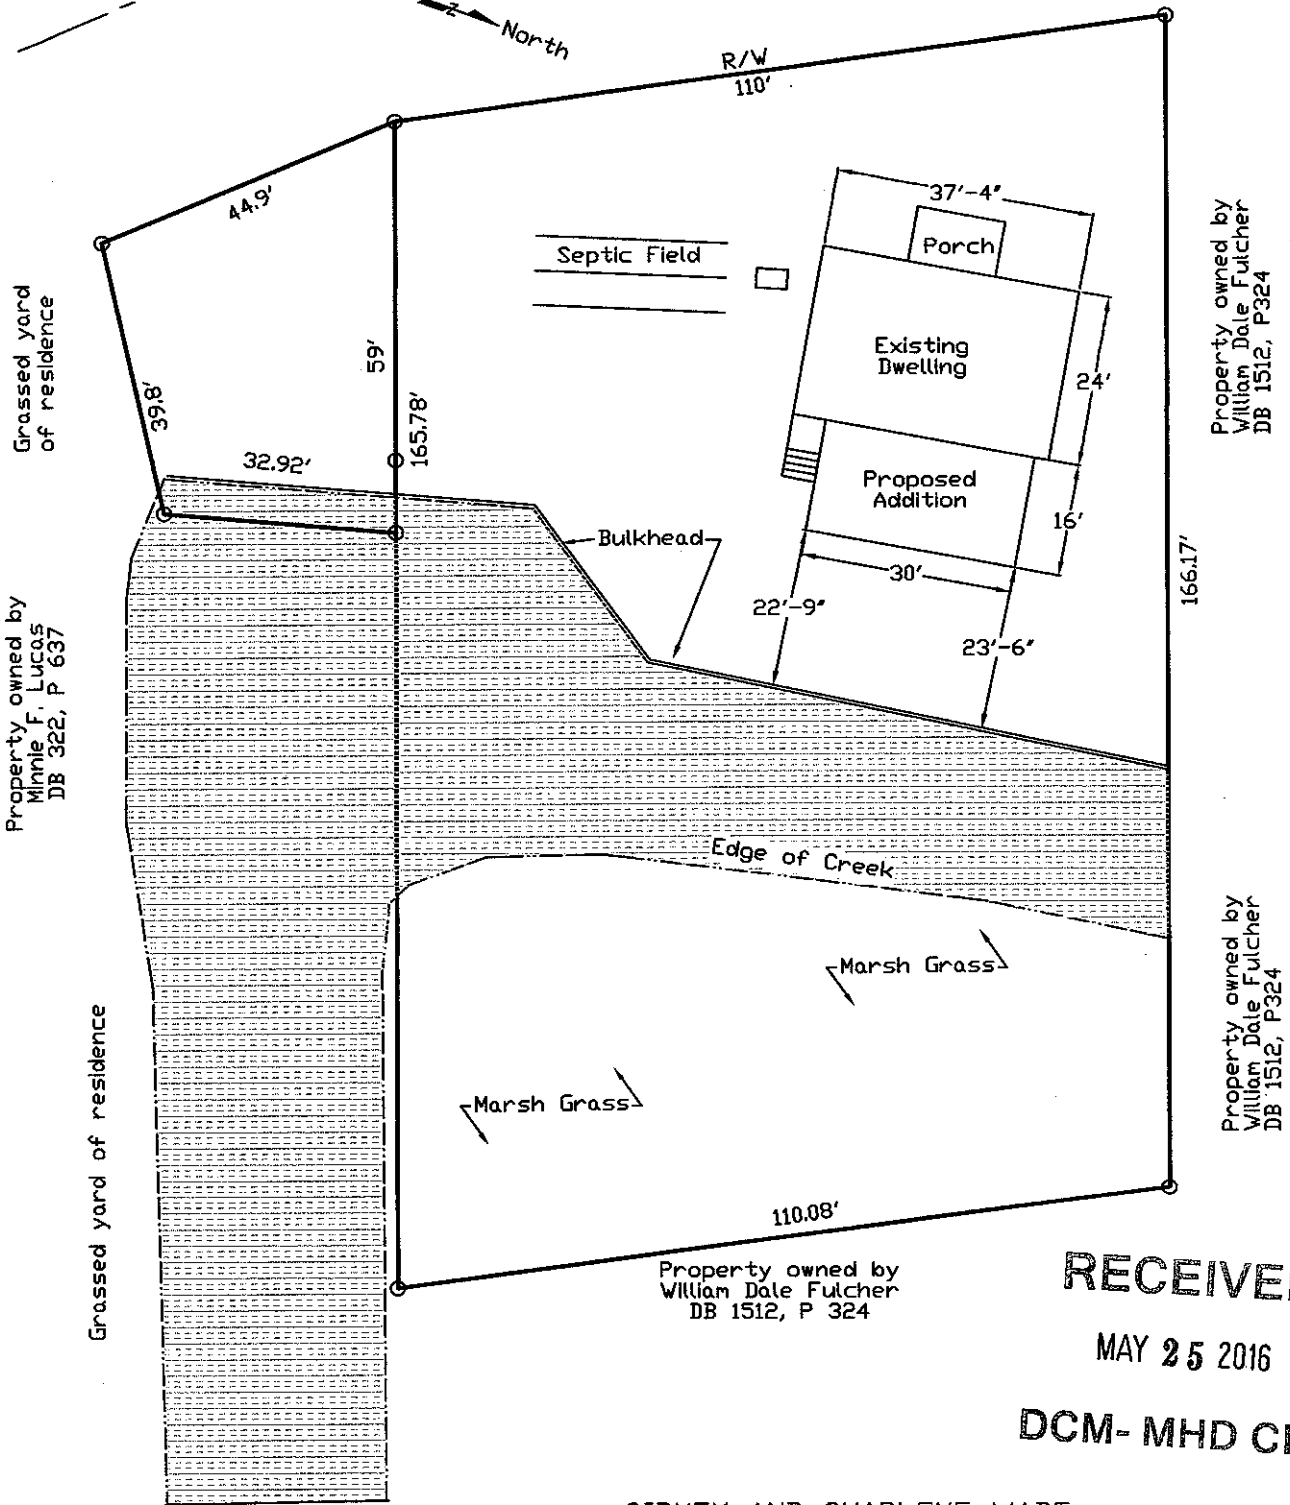 Z
North
R/W
110'
44.9'
37'-4"
Porch
Septic Field
Property owned by
William Dale Fulcher
DB 1512, P324
Grassed yard
of residence
Existing
Dwelling
59'
24'
39.8'
165.78'
32.92'
Proposed
Addition
16'
Bulkhead
30'
166.17'
22'-9"
23'-6"
Property owned by
Minnie F. Lucas
DB 322, P 637
Edge of Creek
Marsh Grass
Property owned by
William Dale Fulcher
DB 1512, P324
Grassed yard of residence
Marsh Grass
110.08'
Property owned by
William Dale Fulcher
DB 1512, P 324
RECEIVE
MAY 25 2016
DCM- MHD CI